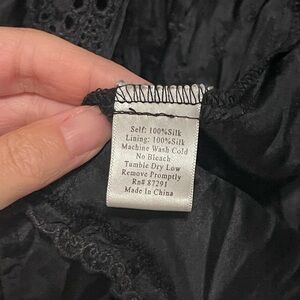 Self: 100%Silk
Lining: 100%Silk
Machine Wash Cold
No Bleach
Tumble Dry Low
Remove Promptly
Rn# 87291
Made In China